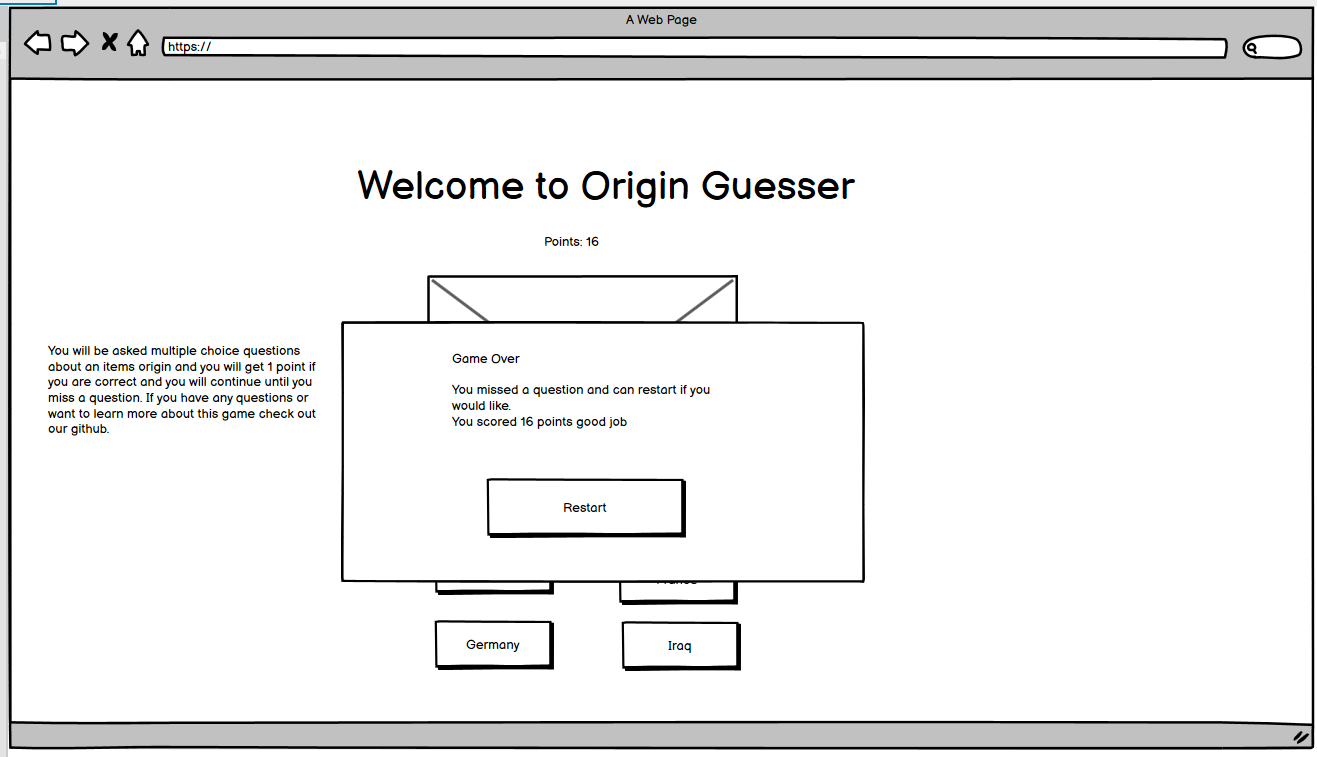 A Web Page
https://
Welcome to Origin Guesser
Points: 16
You will be asked multiple choice questions
about an items origin and you will get 1 point if
you are correct and you will continue until you
miss a question. If you have any questions or
want to learn more about this game check out
our github.
Game Over
You missed a question and can restart if you
would like.
You scored 16 points good job
Restart
Germany
Iraq